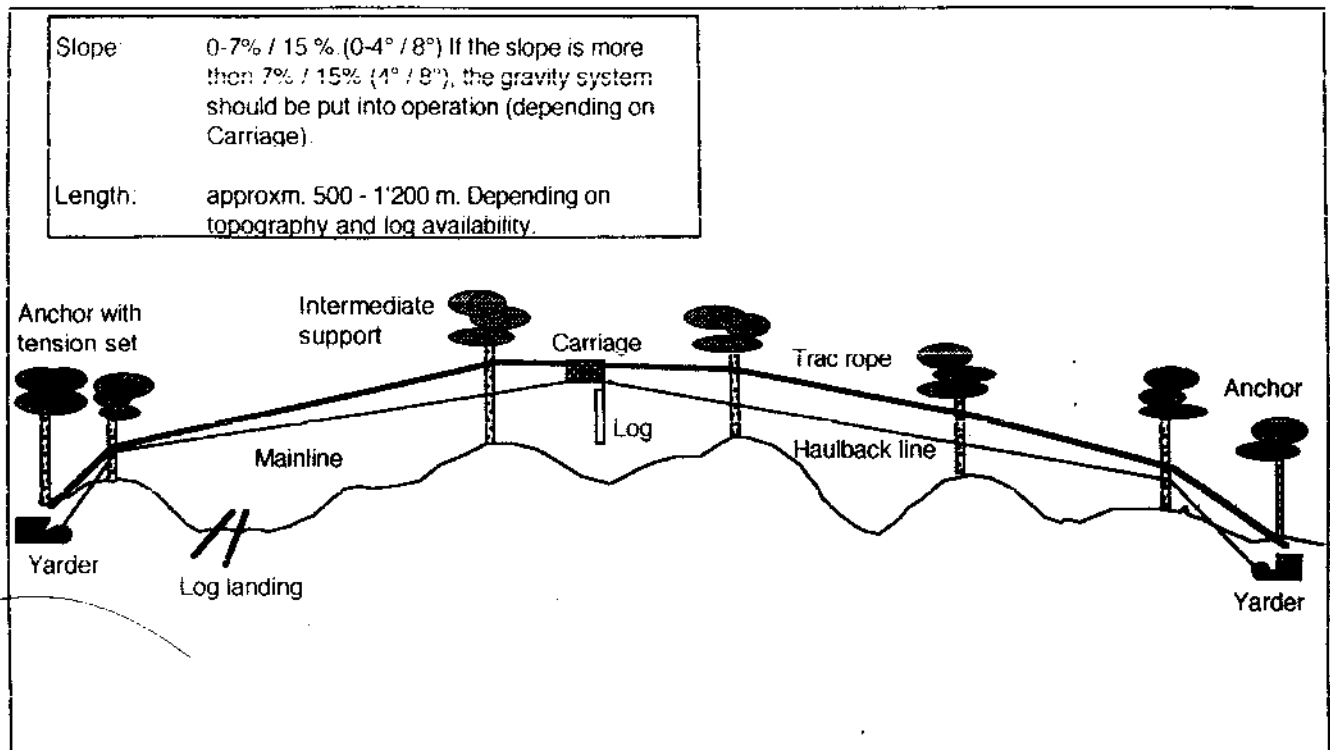 Slope: 0-7% / 15 %. (0-4° / 8°) If the slope is more
then 7% / 15% (4° / 8°), the gravity system
should be put into operation (depending on
Carriage).
Length: approxm. 500 - 1'200 m. Depending on
topography and log availability.
Anchor with
tension set
Intermediate
support
Carriage
Trac rope
Anchor
Log
Mainline
Haulback line
Yarder
Log landing
Yarder